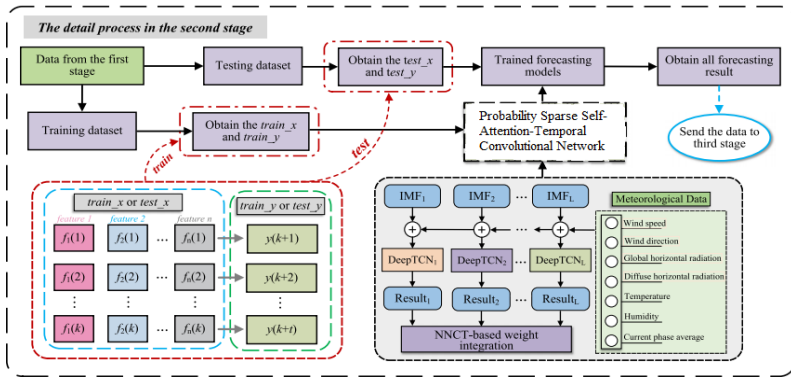 The detail process in the second stage
Data from the first
stage
Testing dataset
Obtain the test_x
and test_y
Trained forecasting
models
Obtain all forecasting
result
Training dataset
Obtain the train_x
and train_y
train
test
Probability Sparse Self-
Attention-Temporal
Convolutional Network
Send the data to
third stage
train_x or test_x
train_y or test_y
feature 1 feature 2 feature n
f₁(1) f₂(1) ... fₙ(1) y(k+1)
f₁(2) f₂(2) ... fₙ(2) y(k+2)
⋮ ⋮ ⋮ ⋮
f₁(k) f₂(k) ... fₙ(k) y(k+t)
IMF₁ IMF₂ ... IMF_L
+ + ... +
DeepTCN₁ DeepTCN₂ ... DeepTCN_L
Result₁ Result₂ ... Result_L
NNCT-based weight
integration
Meteorological Data
Wind speed
Wind direction
Global horizontal radiation
Diffuse horizontal radiation
Temperature
Humidity
Current phase average